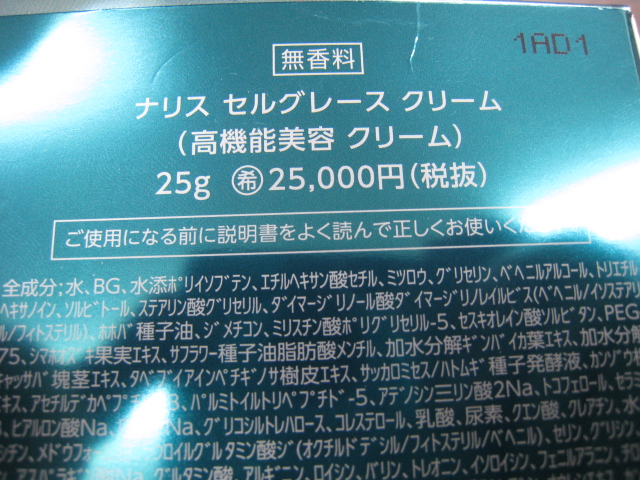 1AD1
無香料
ナリス セルグレース クリーム
(高機能美容 クリーム)
25g ㊕25,000円(税抜)
ご使用になる前に説明書をよく読んで正しくお使いく
全成分;水、BG、水添ポリイソブテン、エチルヘキサン酸セチル、ミツロウ、グリセリン、ベヘニルアルコール、トリエチル
ヘキサノイン、ソルビトール、ステアリン酸グリセリル、ダイマージリノール酸ダイマージリノレイルビス(ベヘニル/イソステアリ
ル/フィトステリル)、ホホバ種子油、ジメチコン、ミリスチン酸ポリグリセリル-5、セスキオレイン酸ソルビタン、PEG
75、シマホオズキ果実エキス、サフラワー種子油脂肪酸メンチル、加水分解ギンバイカ葉エキス、加水分解
キャッサバ塊茎エキス、タベブイアインペチギノサ樹皮エキス、サッカロミセス/ハトムギ種子発酵液、カンゾウ
エキス、アセチルデカペプチド-3、パルミトイルトリペプチド-5、アデノシン三リン酸2Na、トコフェロール、セラ
ヒアルロン酸Na、Na、グリコシルトレハロース、コレステロール、乳酸、尿素、クエン酸、クレアチン、水
シチン、メドウフォーム ロイルグルタミン酸ジ(オクチルドデシル/フィトステリル/ベヘニル)、セリン、グリシン
アスパラギン酸Na、グルタミン酸、アルギニン、ロイシン、バリン、トレオニン、イソロイシン、フェニルアラニン、チ